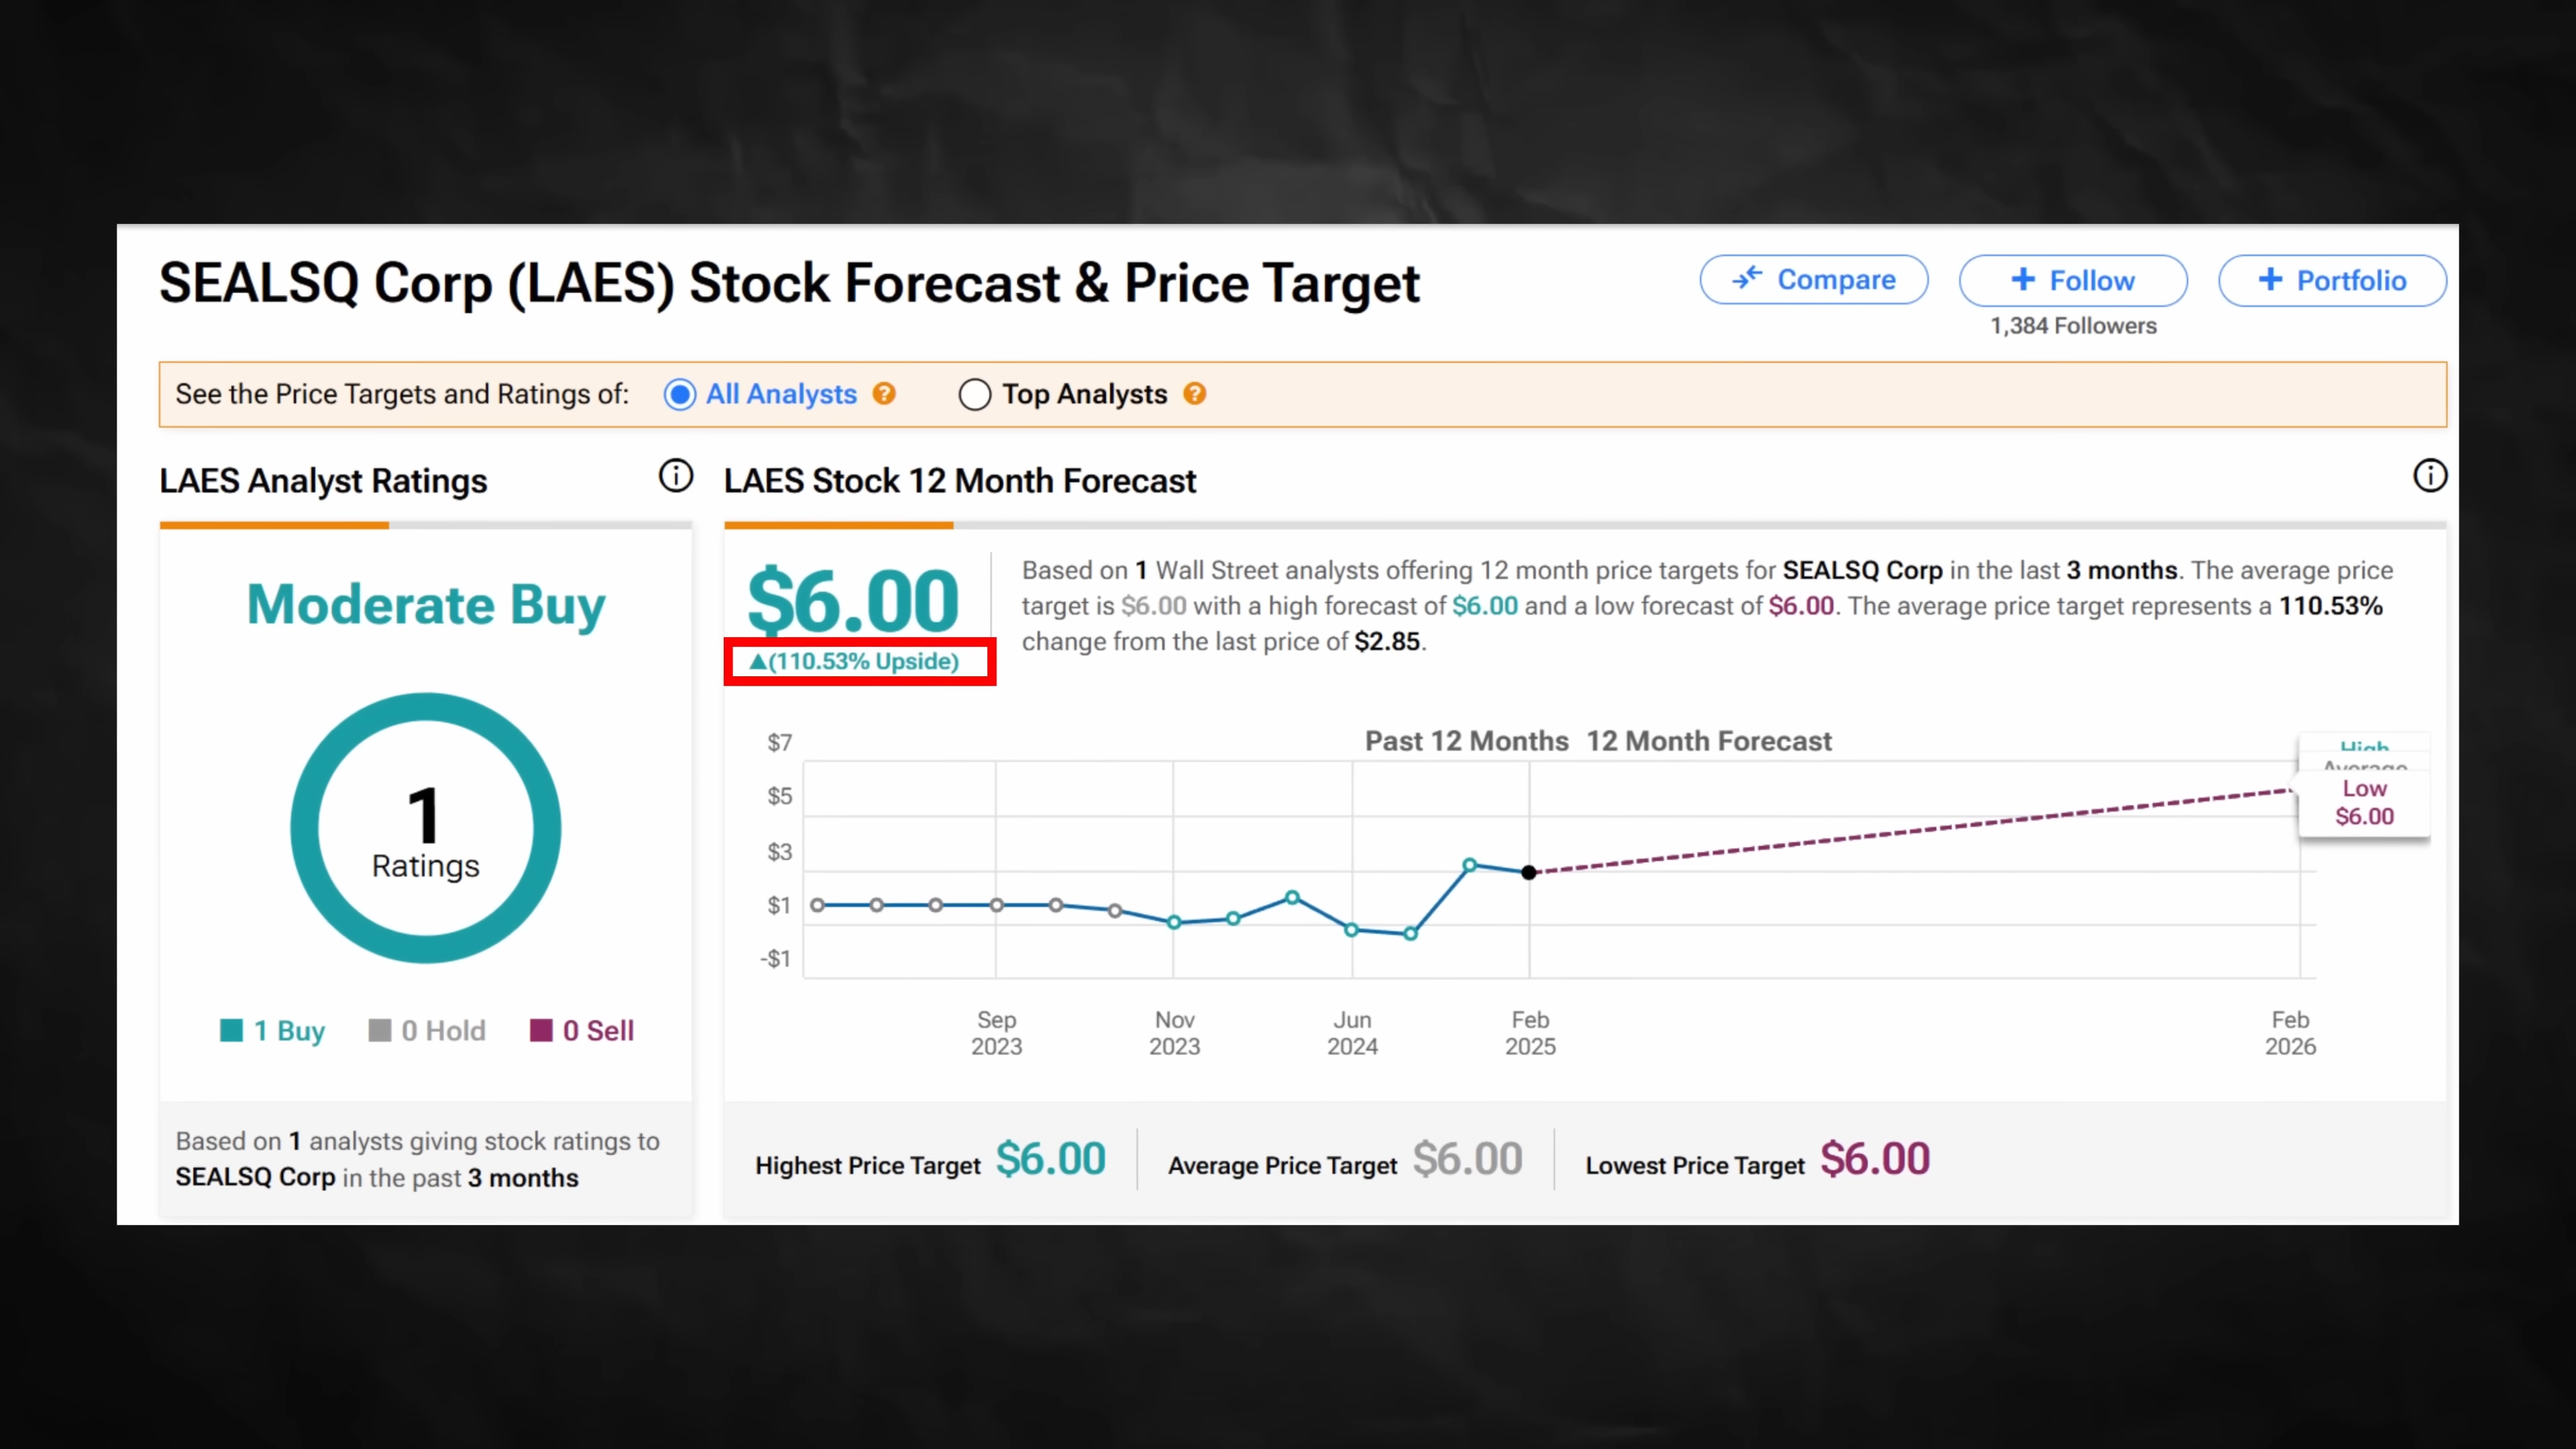 SEALSQ Corp (LAES) Stock Forecast & Price Target
Compare
Follow
Portfolio
1,384 Followers
See the Price Targets and Ratings of:
All Analysts
Top Analysts
LAES Analyst Ratings
LAES Stock 12 Month Forecast
Moderate Buy
1
Ratings
1 Buy
0 Hold
0 Sell
Based on 1 analysts giving stock ratings to
SEALSQ Corp in the past 3 months
$6.00
▲(110.53% Upside)
Based on 1 Wall Street analysts offering 12 month price targets for SEALSQ Corp in the last 3 months. The average price
target is $6.00 with a high forecast of $6.00 and a low forecast of $6.00. The average price target represents a 110.53%
change from the last price of $2.85.
Past 12 Months
12 Month Forecast
$7
$5
$3
$1
-$1
High
Average
Low
$6.00
Sep
2023
Nov
2023
Jun
2024
Feb
2025
Feb
2026
Highest Price Target $6.00
Average Price Target $6.00
Lowest Price Target $6.00